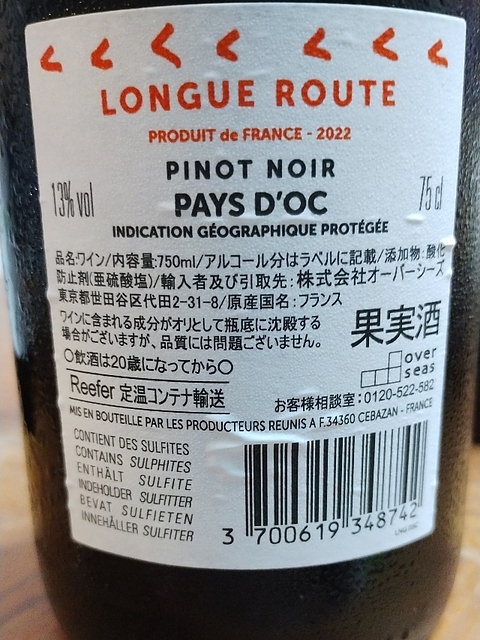 LONGUE ROUTE
PRODUIT de FRANCE - 2022
PINOT NOIR
13% vol
PAYS D'OC
75 cl
INDICATION GÉOGRAPHIQUE PROTÉGÉE
品名:ワイン/内容量:750ml/アルコール分はラベルに記載/添加物:酸化
防止剤(亜硫酸塩)/輸入者及び引取先:株式会社オーバーシーズ
東京都世田谷区代田2-31-8/原産国名:フランス
ワインに含まれる成分がオリとして瓶底に沈殿する
場合がございますが、品質には問題ございません。
果実酒
〇飲酒は20歳になってから〇
over
seas
Reefer 定温コンテナ輸送
お客様相談室:0120-522-582
MIS EN BOUTEILLE PAR LES PRODUCTEURS REUNIS A F.34360 CEBAZAN - FRANCE
CONTIENT DES SULFITES
CONTAINS SULPHITES
ENTHÄLT SULFITE
INDEHOLDER SULFITTER
BEVAT SULFIETEN
INNEHÅLLER SULFITER
3 700619 348742